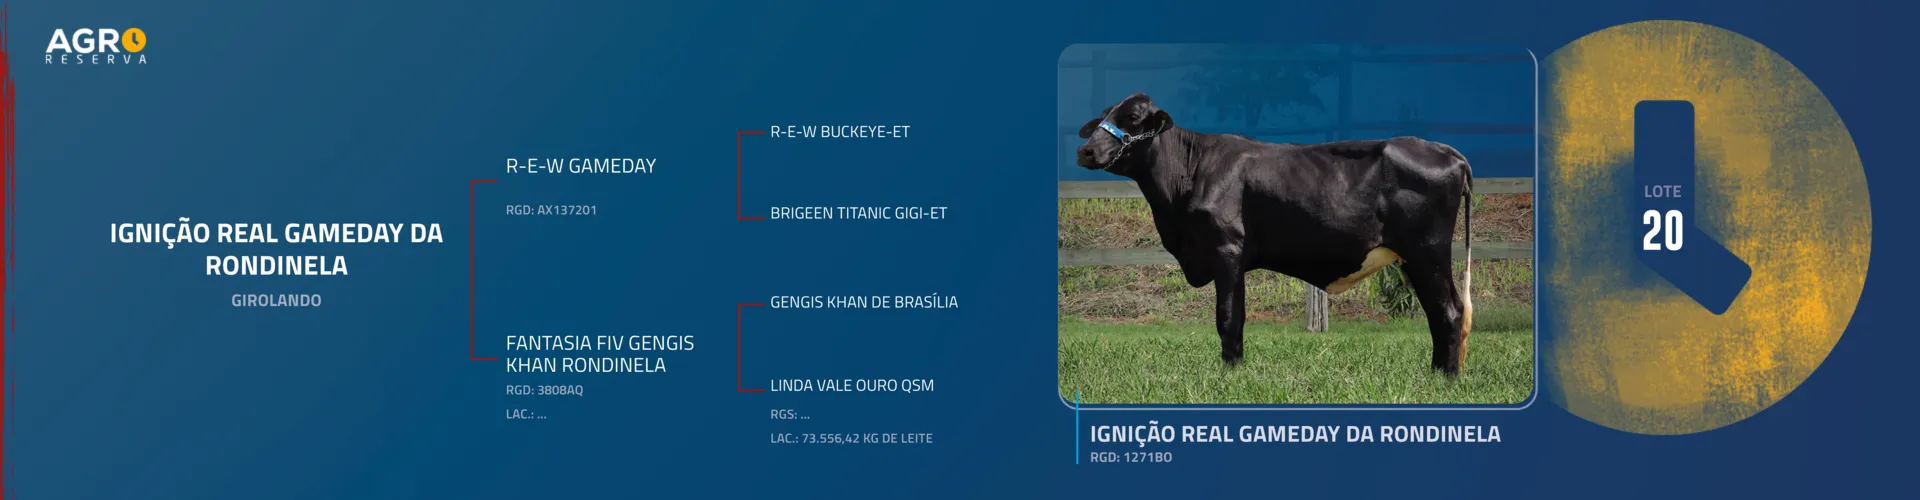 AGRO
RESERVA
IGNIÇÃO REAL GAMEDAY DA
RONDINELA
GIROLANDO
R-E-W GAMEDAY
RGD: AX137201
FANTASIA FIV GENGIS
KHAN RONDINELA
RGD: 3808AQ
LAC.: ...
R-E-W BUCKEYE-ET
BRIGEEN TITANIC GIGI-ET
GENGIS KHAN DE BRASÍLIA
LINDA VALE OURO QSM
RGS: ...
LAC.: 73.556,42 KG DE LEITE
IGNIÇÃO REAL GAMEDAY DA RONDINELA
RGD: 1271BO
LOTE
20